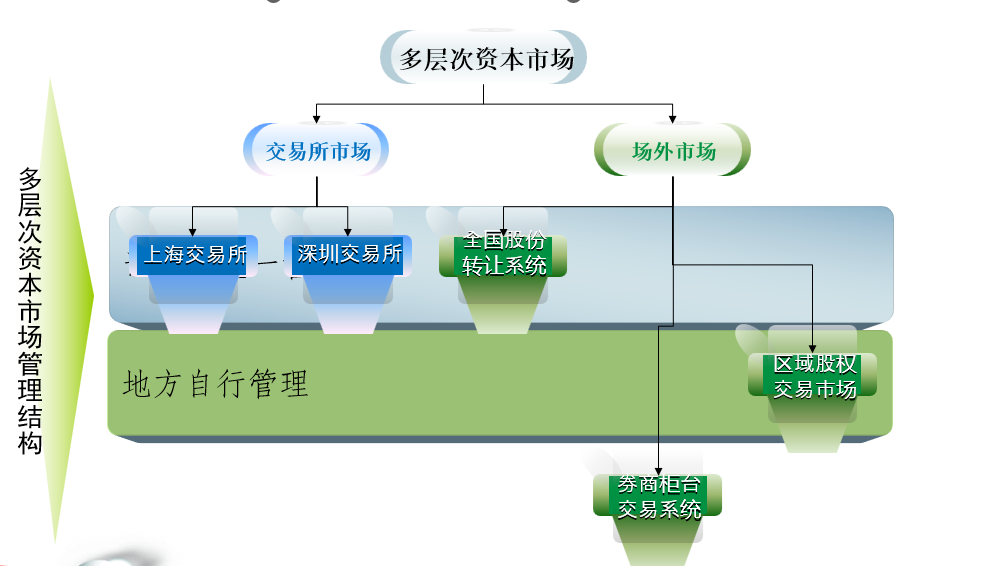 多层次资本市场
交易所市场
场外市场
上海交易所
深圳交易所
全国股份
转让系统
地方自行管理
区域股权
交易市场
券商柜台
交易系统
多层次资本市场管理结构